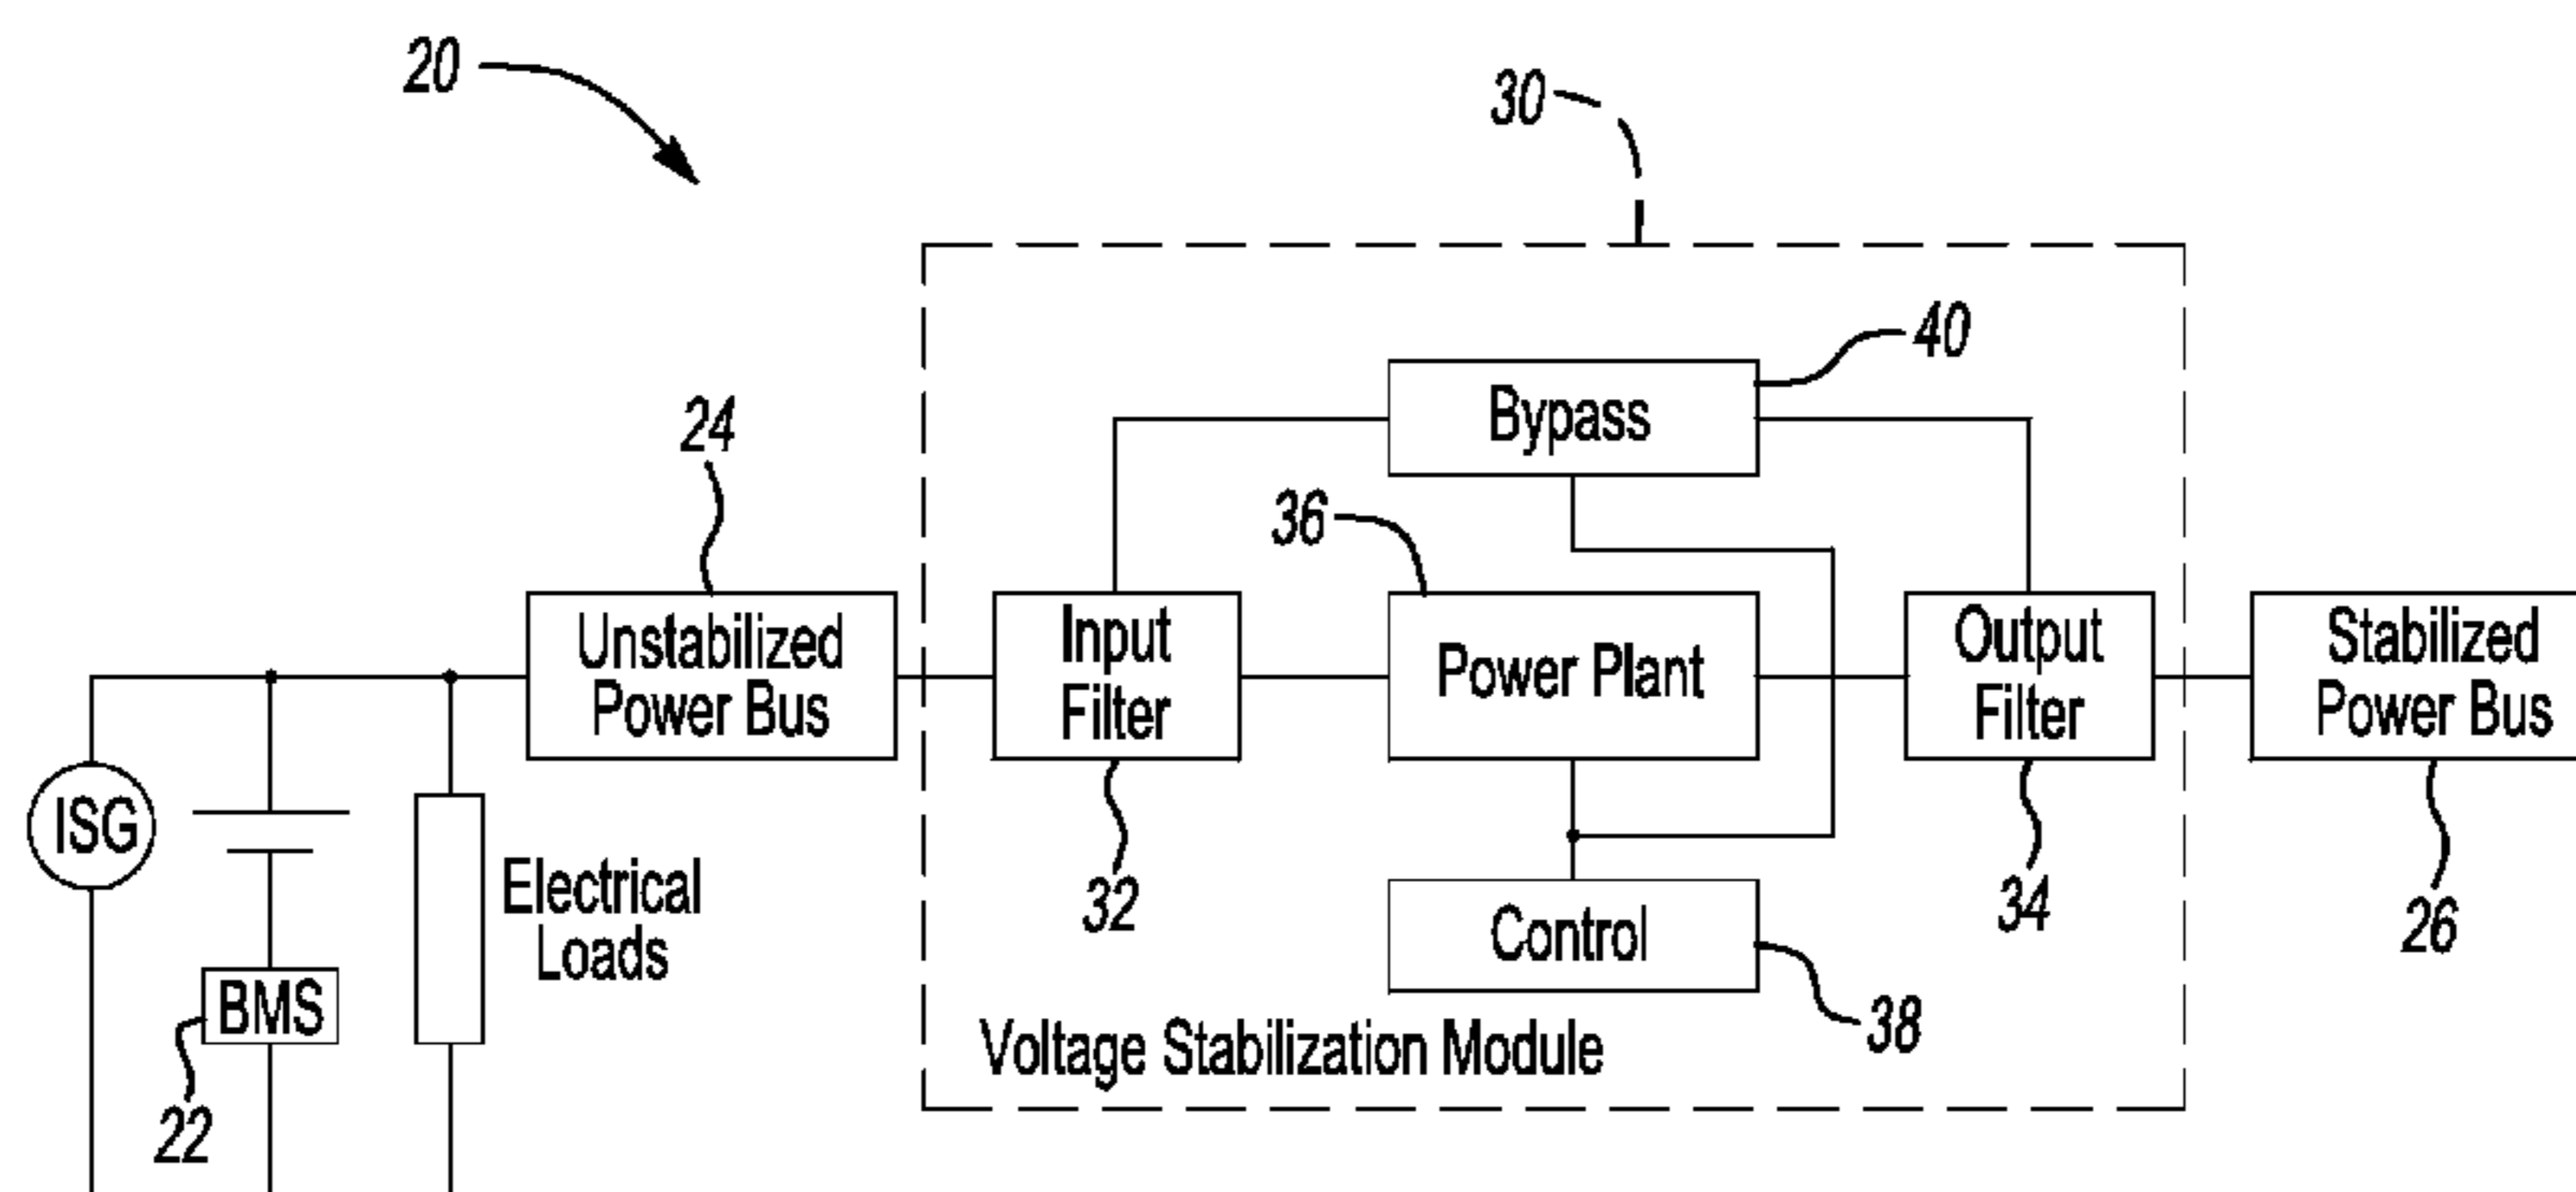 20
30
40
Bypass
24
36
Unstabilized
Power Bus
Input
Filter
Power Plant
Output
Filter
Stabilized
Power Bus
ISG
Electrical
Loads
32
Control
34
26
BMS
38
Voltage Stabilization Module
22